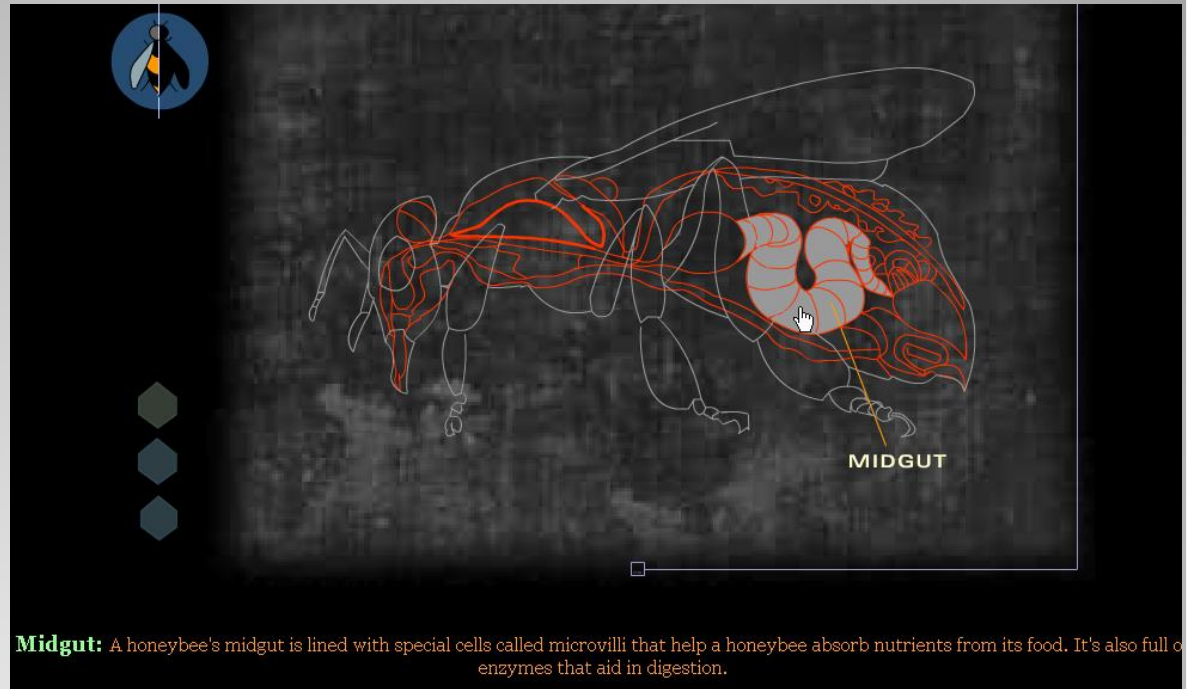 MIDGUT
Midgut: A honeybee's midgut is lined with special cells called microvilli that help a honeybee absorb nutrients from its food. It's also full
enzymes that aid in digestion.